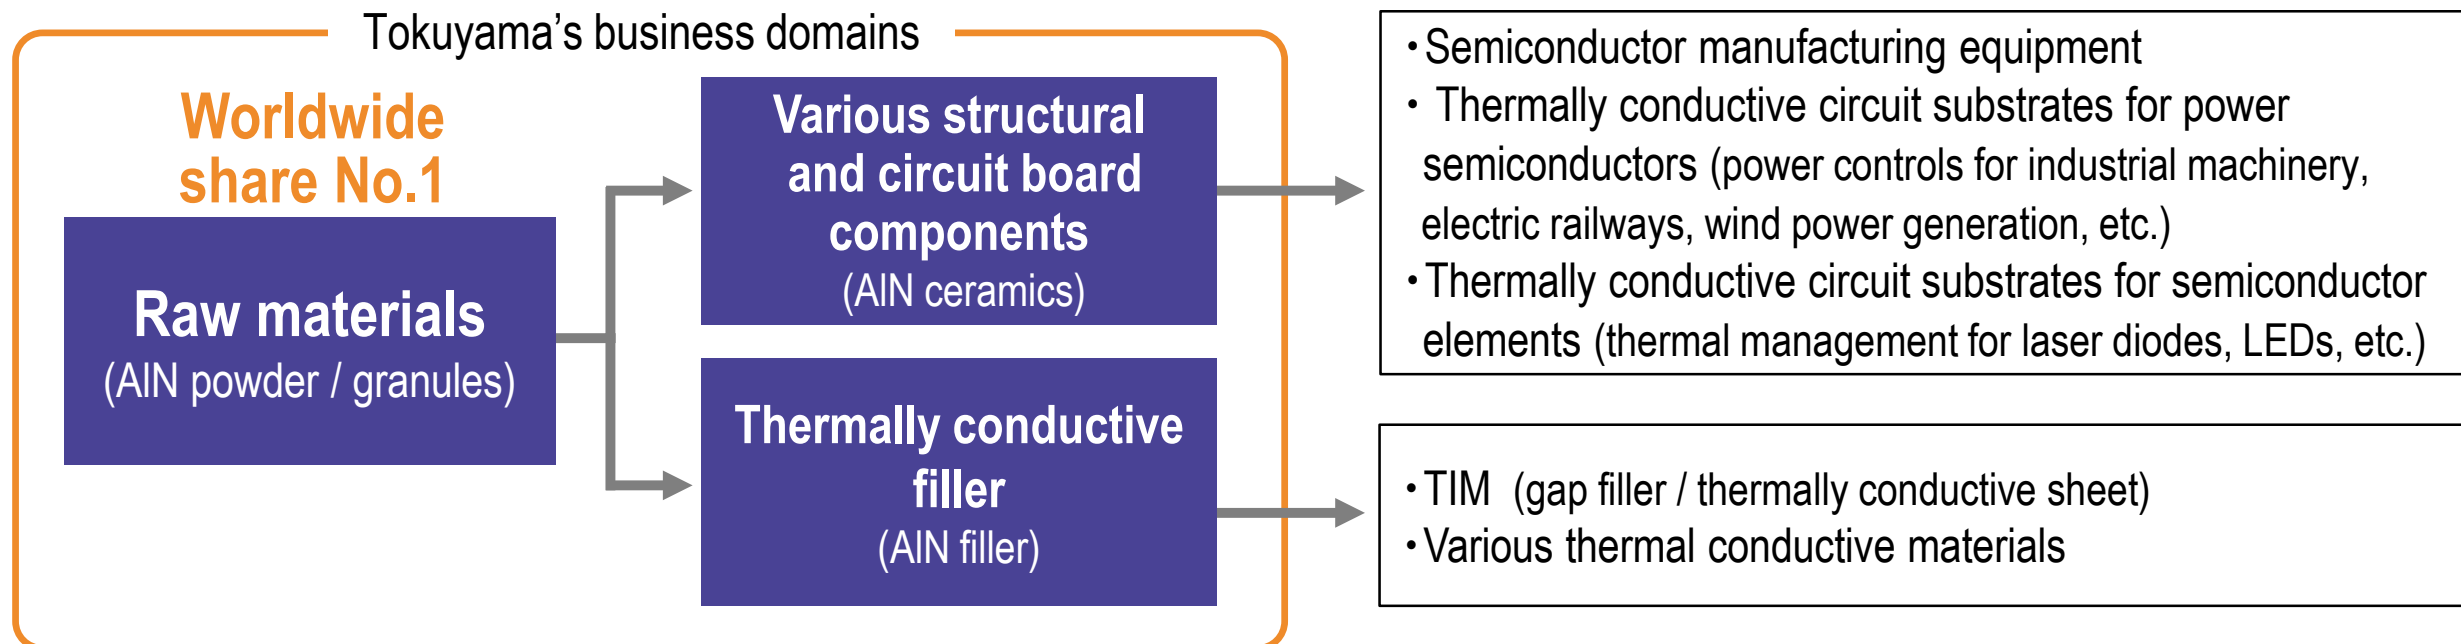 Tokuyama’s business domains
Worldwide
share No.1
Raw materials
(AlN powder / granules)
Various structural
and circuit board
components
(AlN ceramics)
Thermally conductive
filler
(AlN filler)
・Semiconductor manufacturing equipment
・ Thermally conductive circuit substrates for power
semiconductors (power controls for industrial machinery,
electric railways, wind power generation, etc.)
・Thermally conductive circuit substrates for semiconductor
elements (thermal management for laser diodes, LEDs, etc.)
・TIM (gap filler / thermally conductive sheet)
・Various thermal conductive materials